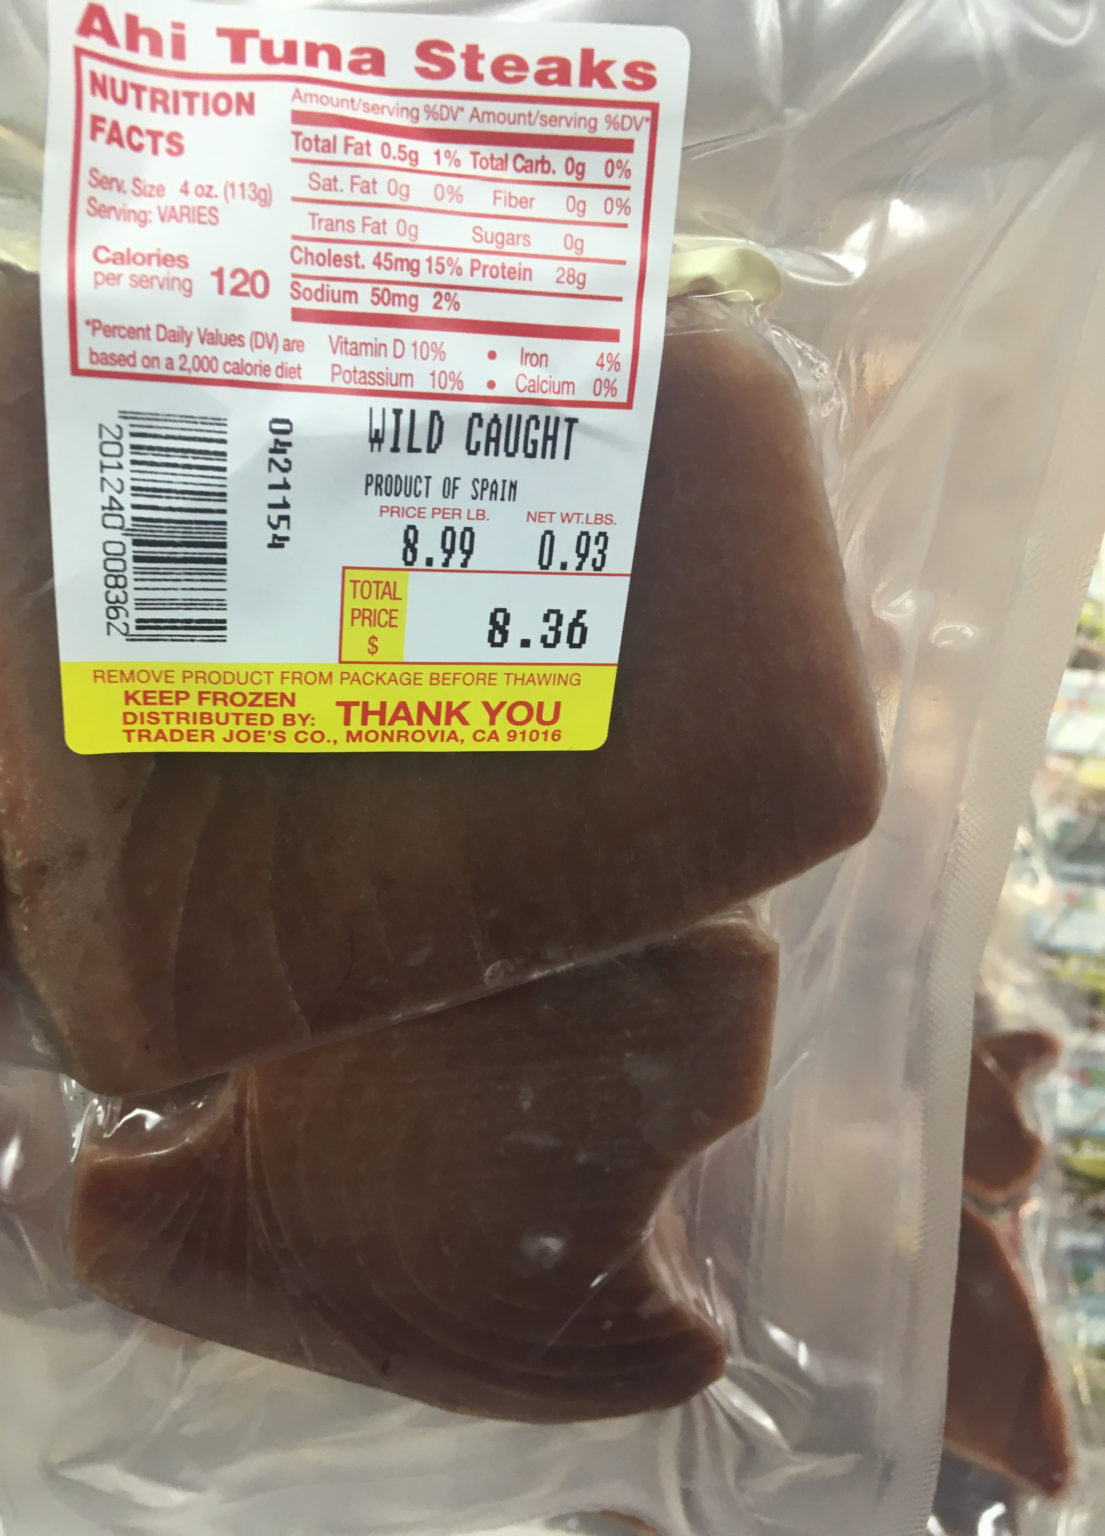 Ahi Tuna Steaks
NUTRITION
FACTS
Serv. Size 4 oz. (113g)
Serving: VARIES
Calories
per serving 120
*Percent Daily Values (DV) are
based on a 2,000 calorie diet
Amount/serving %DV* Amount/serving %DV*
Total Fat 0.5g 1% Total Carb. 0g 0%
Sat. Fat 0g 0% Fiber 0g 0%
Trans Fat 0g Sugars 0g
Cholest. 45mg 15% Protein 28g
Sodium 50mg 2%
Vitamin D 10% • Iron 4%
Potassium 10% • Calcium 0%
201240 008362
0421154
WILD CAUGHT
PRODUCT OF SPAIN
PRICE PER LB. NET WT.LBS.
8.99 0.93
TOTAL
PRICE
$
8.36
REMOVE PRODUCT FROM PACKAGE BEFORE THAWING
KEEP FROZEN
DISTRIBUTED BY: THANK YOU
TRADER JOE'S CO., MONROVIA, CA 91016